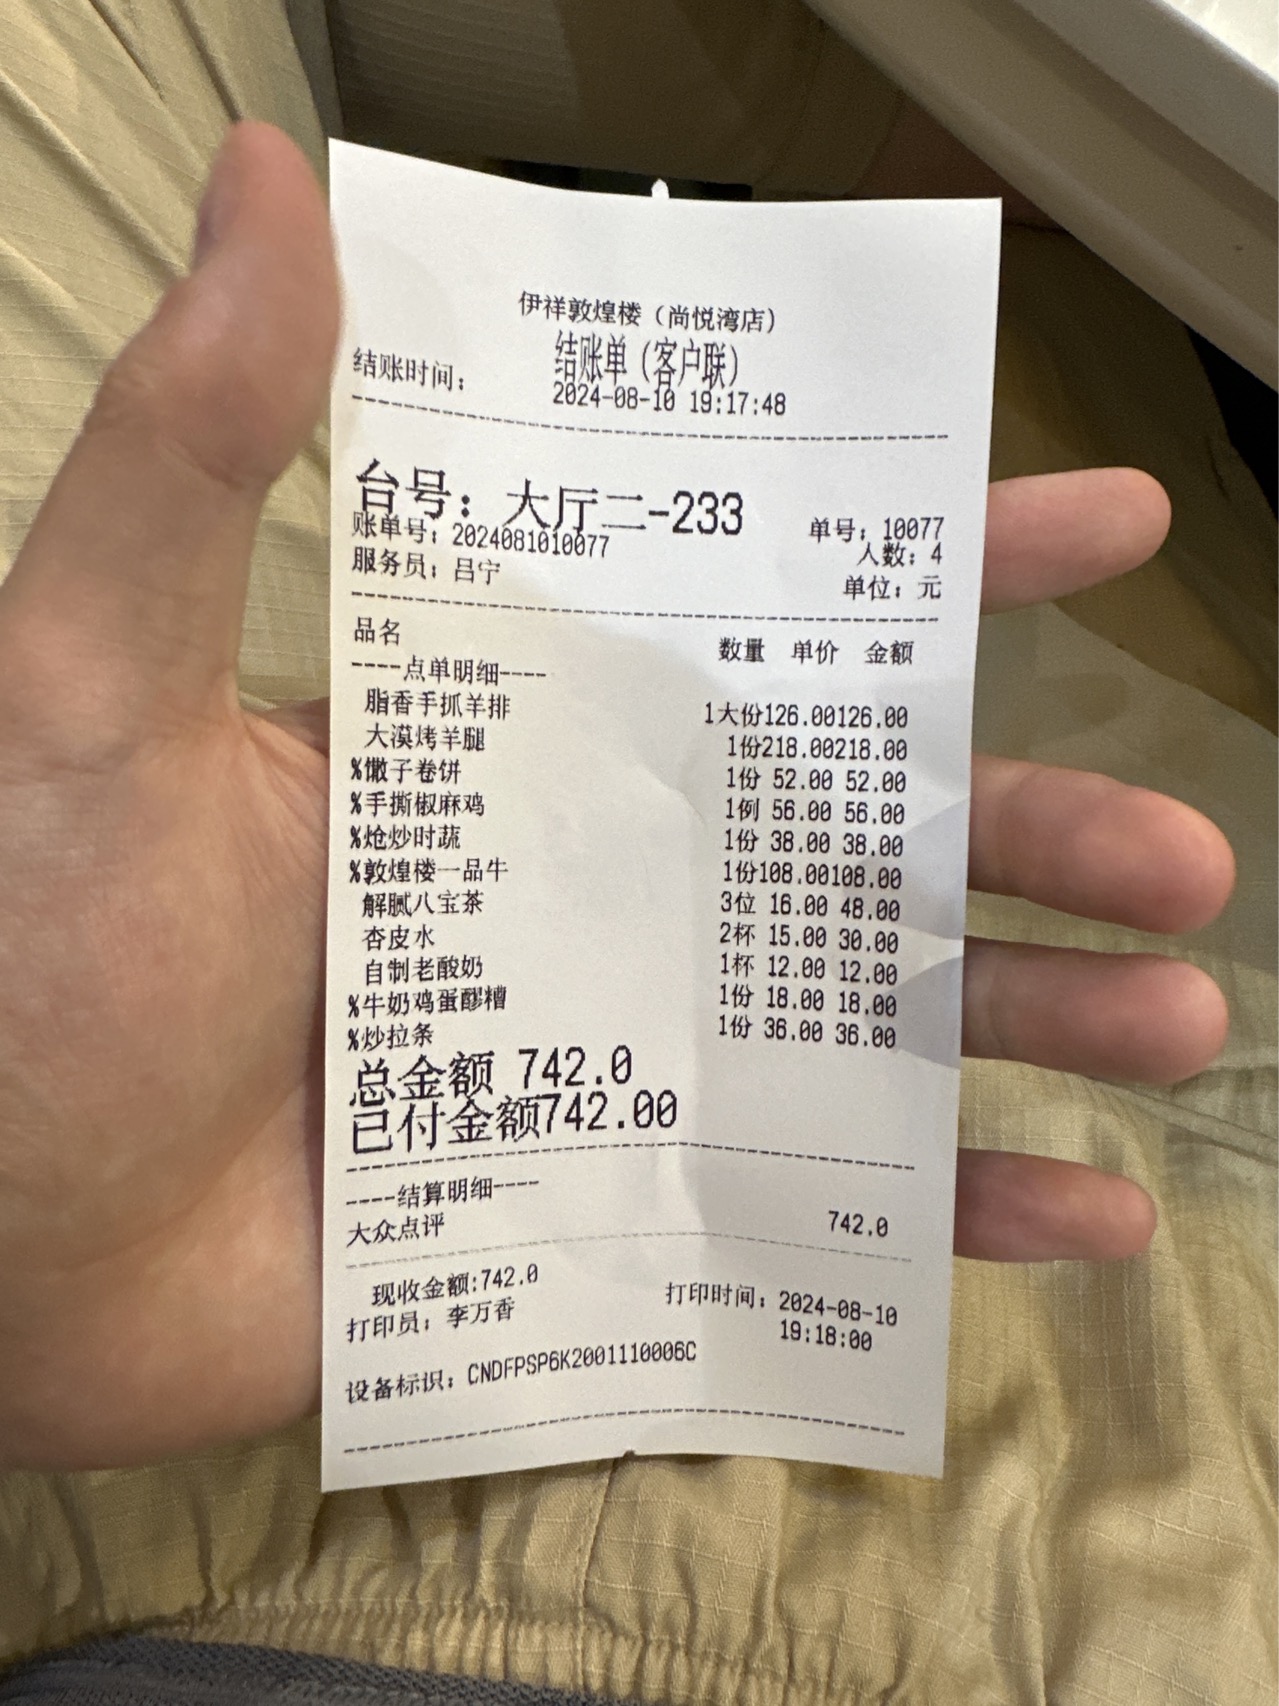 伊祥敦煌楼（尚悦湾店）
结账单（客户联）
结账时间： 2024-08-10 19:17:48
台号：大厅二-233
单号：10077
账单号：2024081010077
人数：4
服务员：吕宁
单位：元
品名 数量 单价 金额
----点单明细----
脂香手抓羊排 1大份126.00126.00
大漠烤羊腿 1份218.00218.00
%馓子卷饼 1份 52.00 52.00
%手撕椒麻鸡 1例 56.00 56.00
%炝炒时蔬 1份 38.00 38.00
%敦煌楼一品牛 1份108.00108.00
解腻八宝茶 3位 16.00 48.00
杏皮水 2杯 15.00 30.00
自制老酸奶 1杯 12.00 12.00
%牛奶鸡蛋醪糟 1份 18.00 18.00
%炒拉条 1份 36.00 36.00
总金额 742.0
已付金额742.00
----结算明细----
大众点评 742.0
现收金额:742.0
打印员：李万香 打印时间：2024-08-10
19:18:00
设备标识：CNDFPSP6K2001110006C